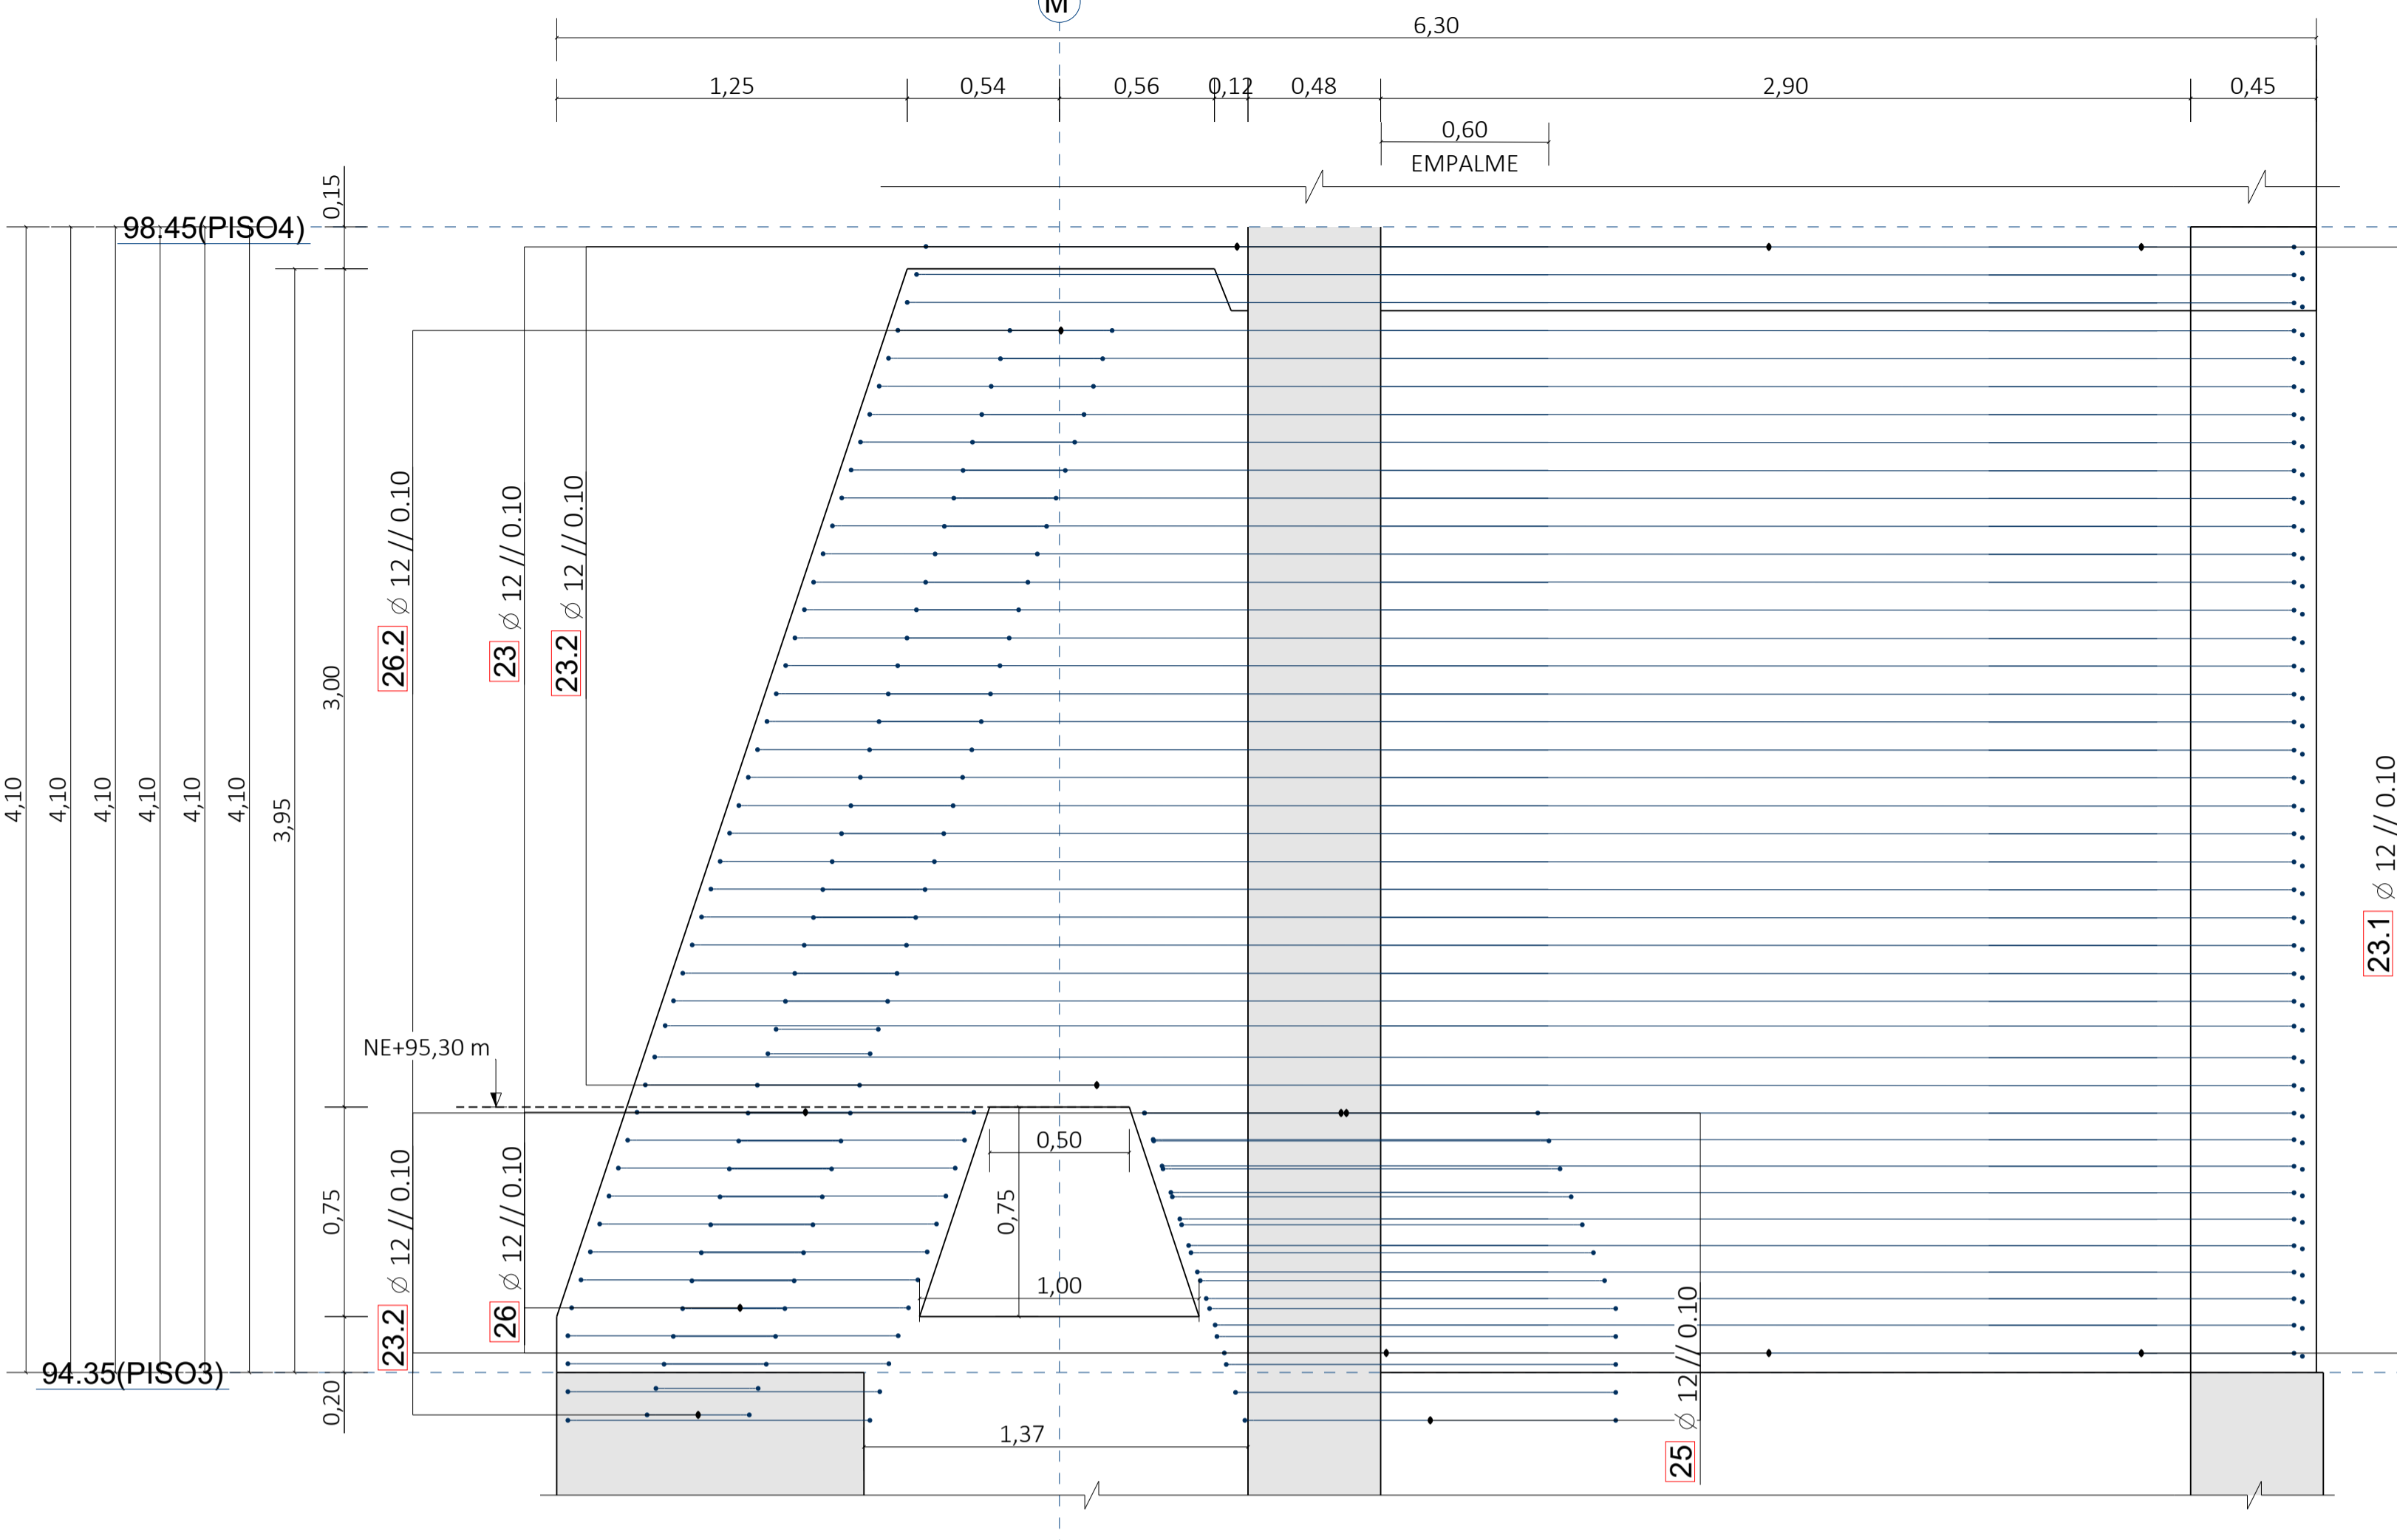 M
6,30
1,25
0,54
0,56
0,12
0,48
2,90
0,45
0,60
EMPALME
0,15
98.45(PISO4)
26.2 ∅ 12 // 0.10
23 ∅ 12 // 0.10
23.2 ∅ 12 // 0.10
3,00
4,10
4,10
4,10
4,10
4,10
4,10
3,95
23.1 ∅ 12 // 0.10
NE+95,30 m
0,50
0,75
0,75
1,00
23.2 ∅ 12 // 0.10
26 ∅ 12 // 0.10
25 ∅ 12 // 0.10
94.35(PISO3)
0,20
1,37